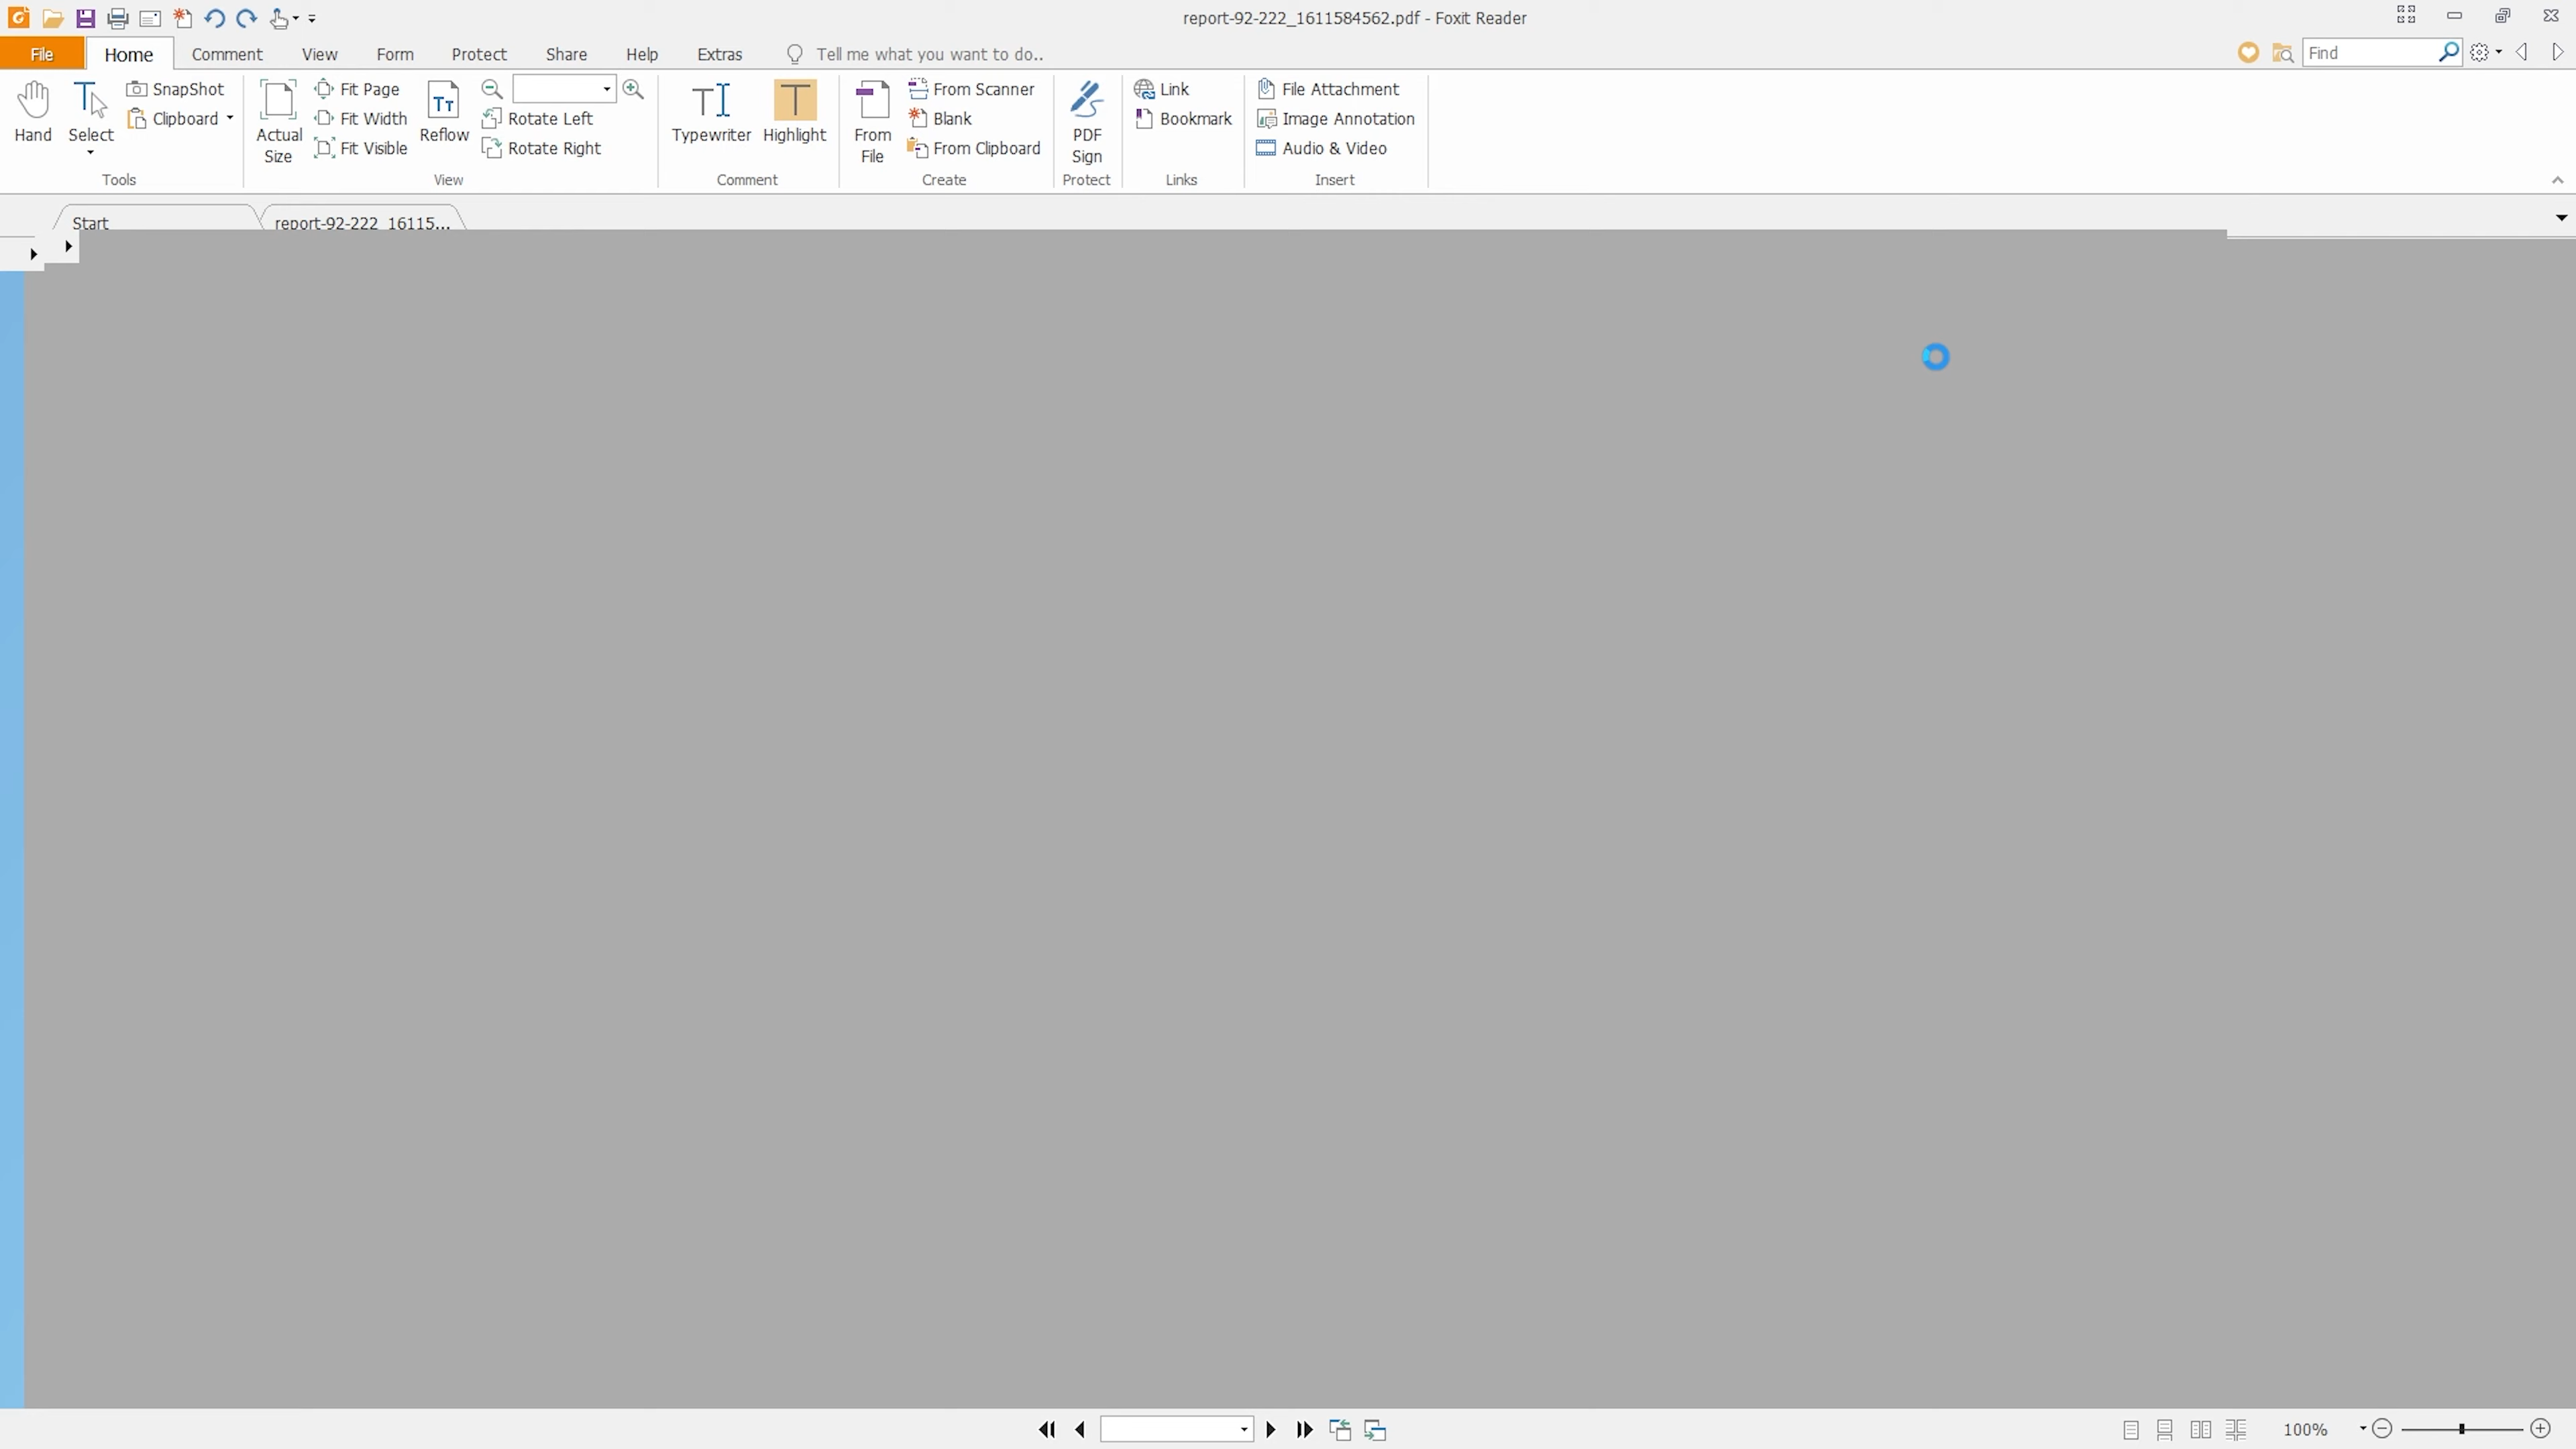 report-92-222_1611584562.pdf - Foxit Reader
File Home Comment View Form Protect Share Help Extras Tell me what you want to do.. Find
SnapShot Fit Page From Scanner Link File Attachment
Clipboard Fit Width Rotate Left Blank Bookmark Image Annotation
Hand Select Actual Size Fit Visible Reflow Rotate Right Typewriter Highlight From File From Clipboard PDF Sign Audio & Video
Tools View Comment Create Protect Links Insert
Start report-92-222_16115...
100%